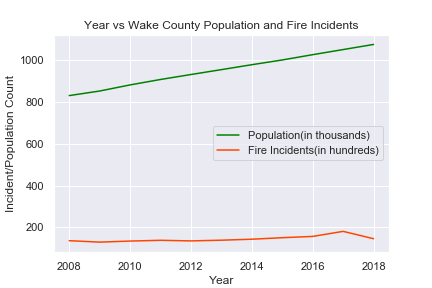 Year vs Wake County Population and Fire Incidents
Incident/Population Count
1000
800
600
400
200
Population(in thousands)
Fire Incidents(in hundreds)
2008 2010 2012 2014 2016 2018
Year